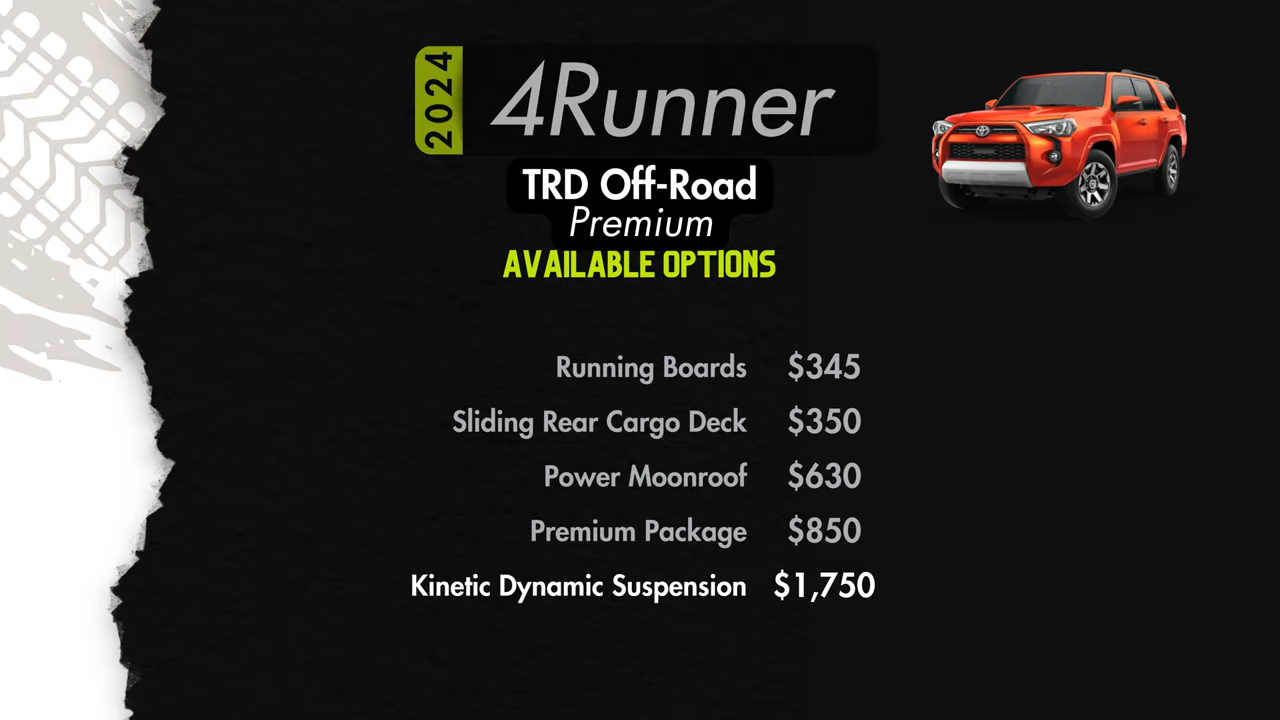 2024
4Runner
TRD Off-Road
Premium
AVAILABLE OPTIONS
Running Boards $345
Sliding Rear Cargo Deck $350
Power Moonroof $630
Premium Package $850
Kinetic Dynamic Suspension $1,750